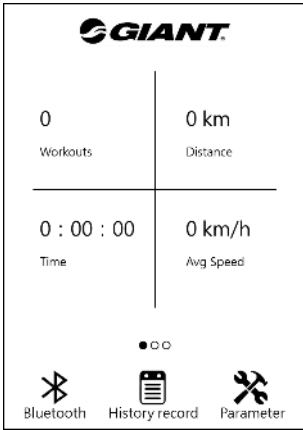 GIANT
0
0 km
Workouts
Distance
0 : 00 : 00
0 km/h
Time
Avg Speed
Bluetooth
History record
Parameter